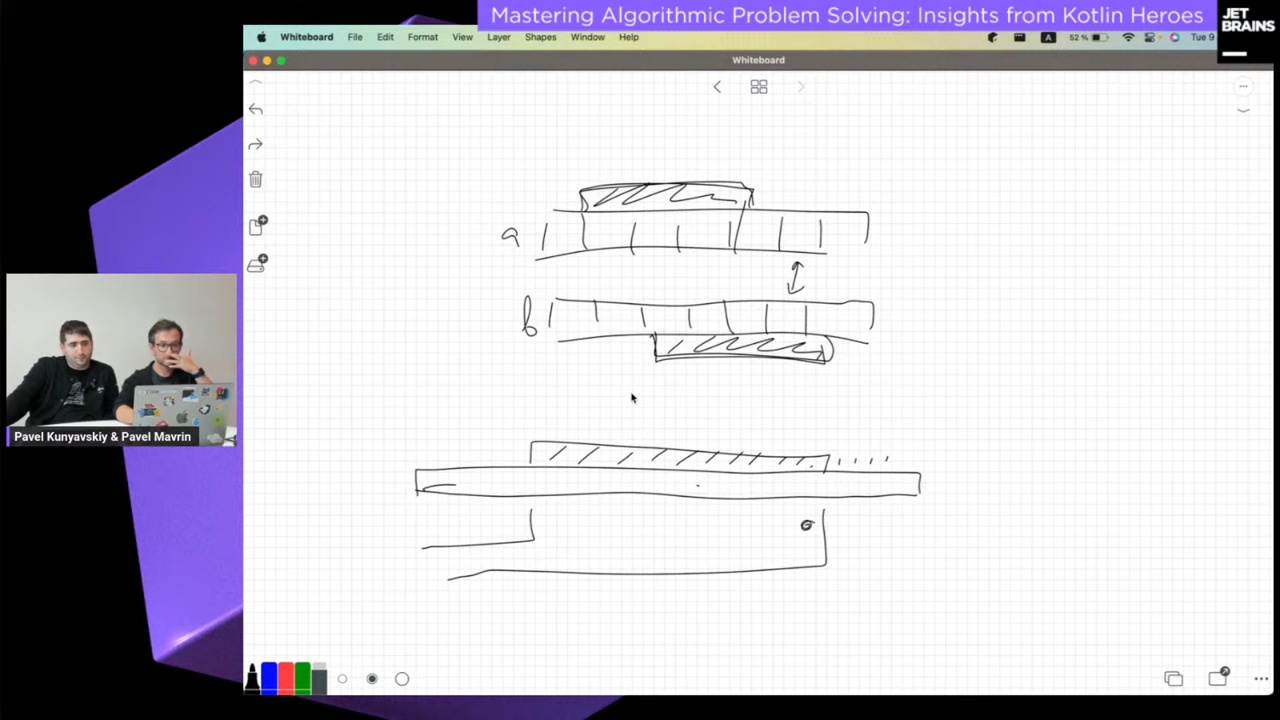 Mastering Algorithmic Problem Solving: Insights from Kotlin Heroes
JET
BRAINS
Whiteboard File Edit Format View Layer Shapes Window Help
A 52 % Tue 9
Whiteboard
a
b
Pavel Kunyavskiy & Pavel Mavrin